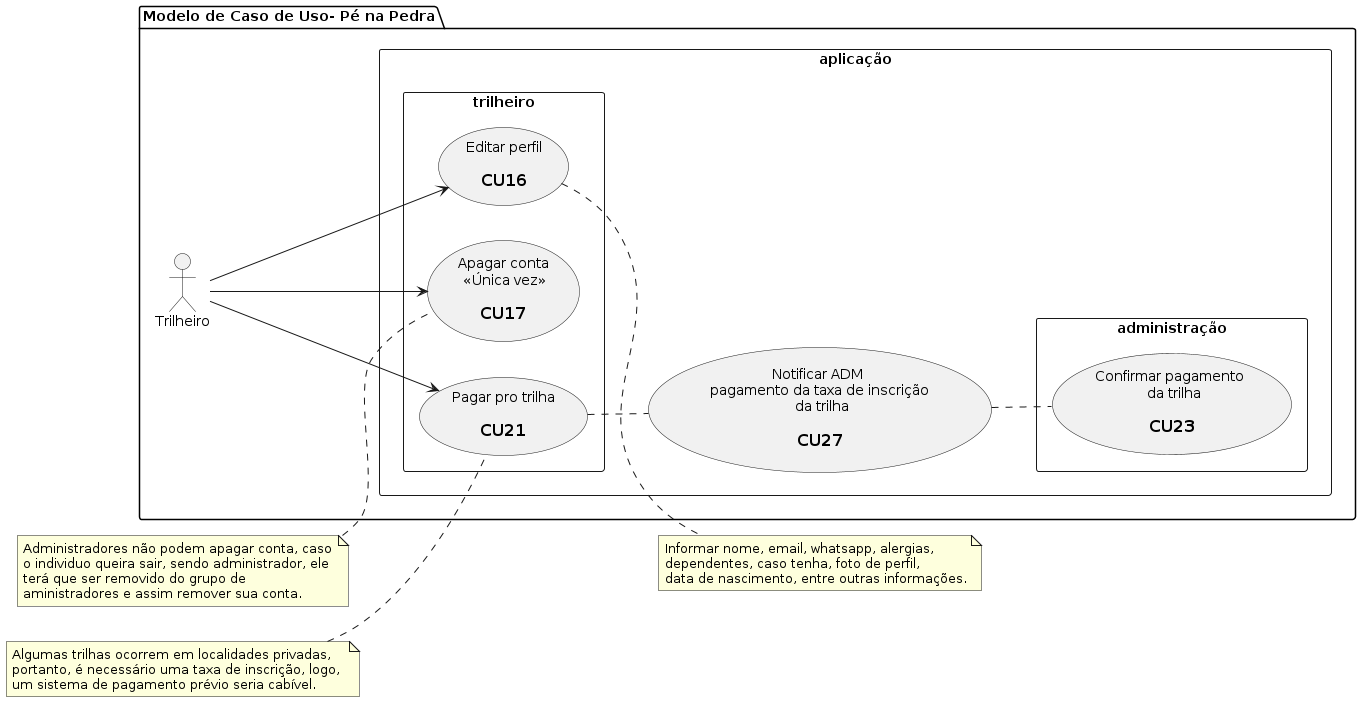 Modelo de Caso de Uso- Pé na Pedra
aplicação
trilheiro
Editar perfil
CU16
Apagar conta
«Única vez»
CU17
Trilheiro
administração
Notificar ADM
pagamento da taxa de inscrição
da trilha
CU27
Confirmar pagamento
da trilha
CU23
Pagar pro trilha
CU21
Administradores não podem apagar conta, caso
o individuo queira sair, sendo administrador, ele
terá que ser removido do grupo de
aministradores e assim remover sua conta.
Informar nome, email, whatsapp, alergias,
dependentes, caso tenha, foto de perfil,
data de nascimento, entre outras informações.
Algumas trilhas ocorrem em localidades privadas,
portanto, é necessário uma taxa de inscrição, logo,
um sistema de pagamento prévio seria cabível.